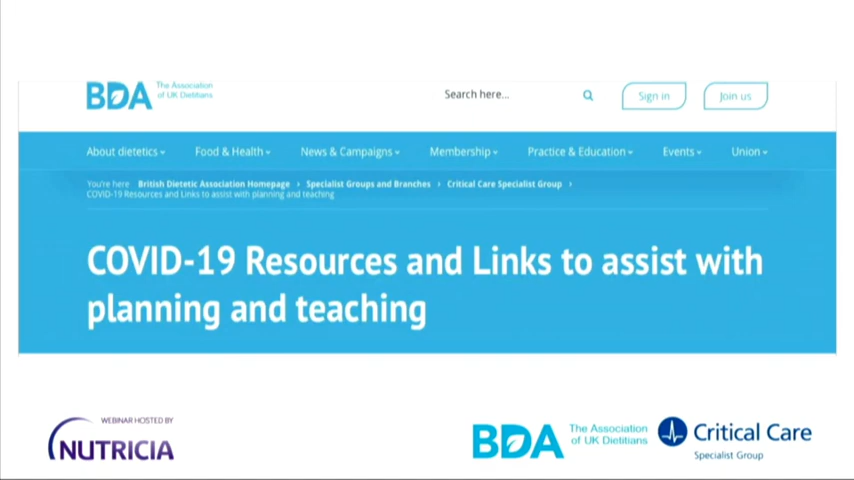 BDA The Association
of UK Dietitians
Search here...
Sign in
Join us
About dietetics
Food & Health
News & Campaigns
Membership
Practice & Education
Events
Union
You're here British Dietetic Association Homepage › Specialist Groups and Branches › Critical Care Specialist Group ›
COVID-19 Resources and Links to assist with planning and teaching
COVID-19 Resources and Links to assist with
planning and teaching
WEBINAR HOSTED BY
NUTRICIA
BDA The Association
of UK Dietitians
Critical Care
Specialist Group